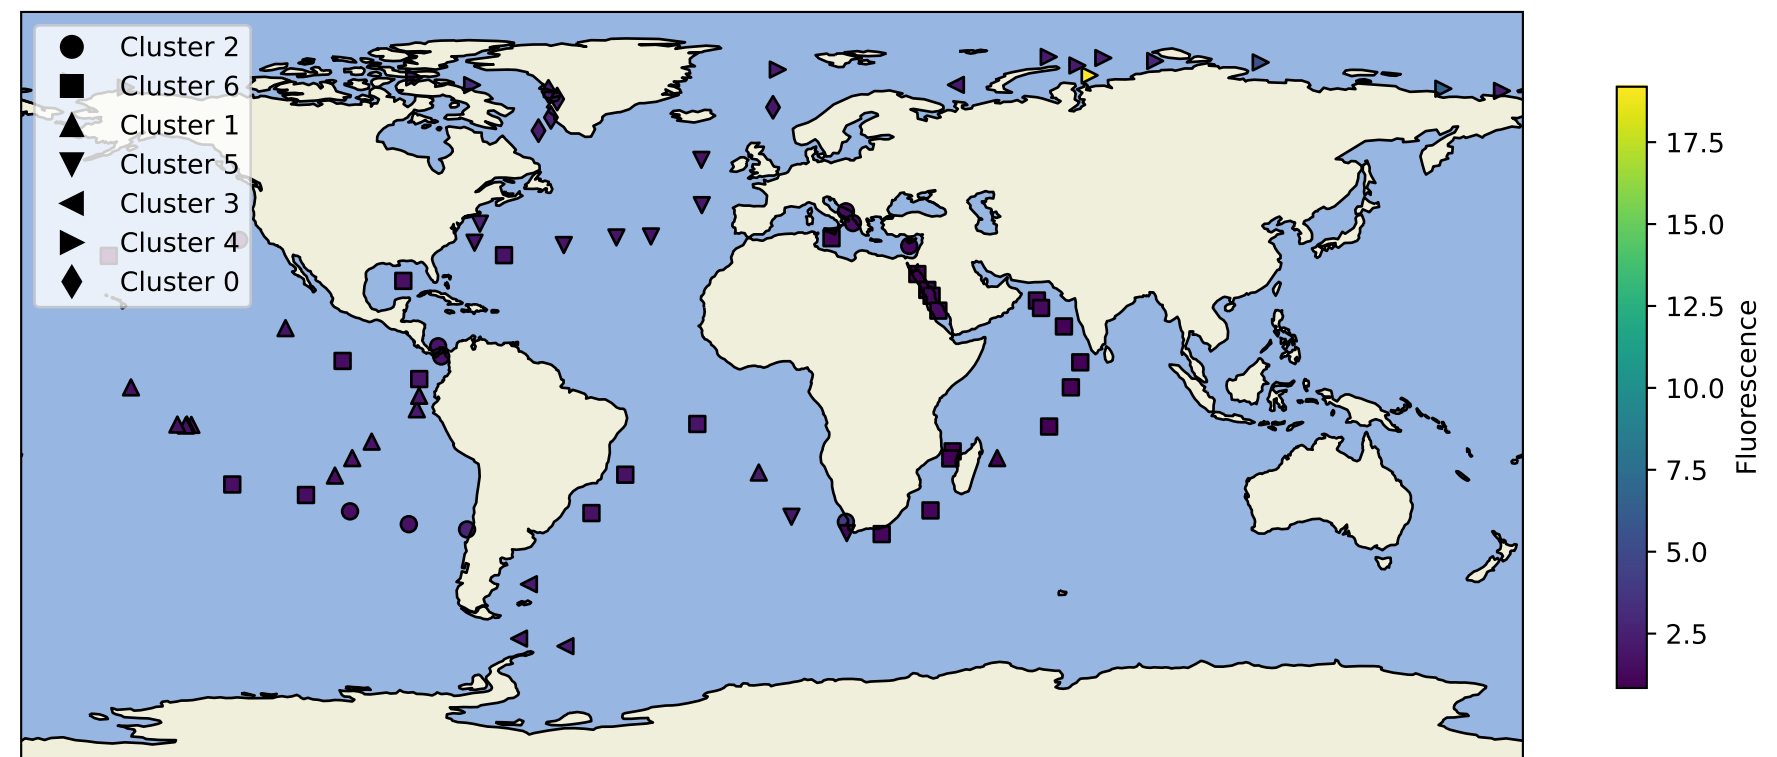 Cluster 2
Cluster 6
Cluster 1
Cluster 5
Cluster 3
Cluster 4
Cluster 0
17.5
15.0
12.5
10.0
7.5
5.0
2.5
Fluorescence